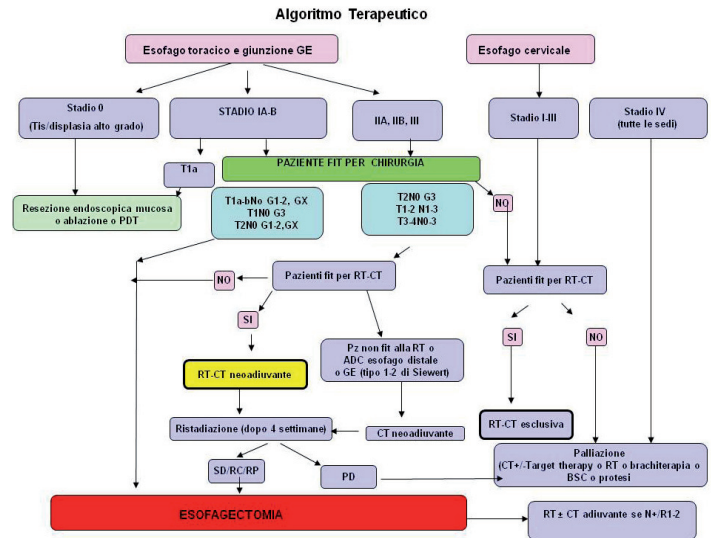 Algoritmo Terapeutico
Esofago toracico e giunzione GE
Esofago cervicale
Stadio 0
(Tis/displasia alto grado)
STADIO IA-B
IIA, IIB, III
Stadio I-III
Stadio IV
(tutte le sedi)
T1a
PAZIENTE FIT PER CHIRURGIA
Resezione endoscopica mucosa
o ablazione o PDT
T1a-bNo G1-2, GX
T1N0 G3
T2N0 G1-2,GX
T2N0 G3
T1-2 N1-3
T3-4N0-3
NO
Pazienti fit per RT-CT
NO
Pazienti fit per RT-CT
SI
Pz non fit alla RT o
ADC esofago distale
o GE (tipo 1-2 di Siewert)
SI
NO
RT-CT neoadiuvante
RT-CT esclusiva
Ristadiazione (dopo 4 settimane)
CT neoadiuvante
Palliazione
(CT+/-Target therapy o RT o brachiterapia o
BSC o protesi
SD/RC/RP
PD
ESOFAGECTOMIA
RT± CT adiuvante se N+/R1-2